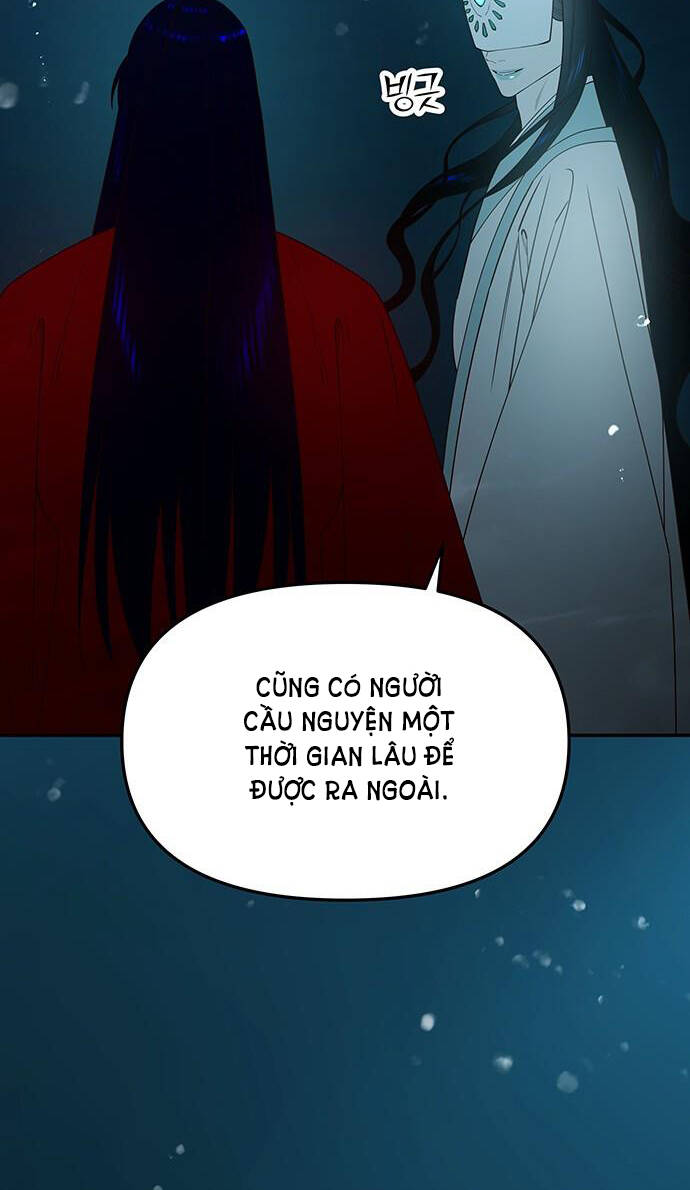 빙긋
CŨNG CÓ NGƯỜI
CẦU NGUYỆN MỘT
THỜI GIAN LÂU ĐỂ
ĐƯỢC RA NGOÀI.